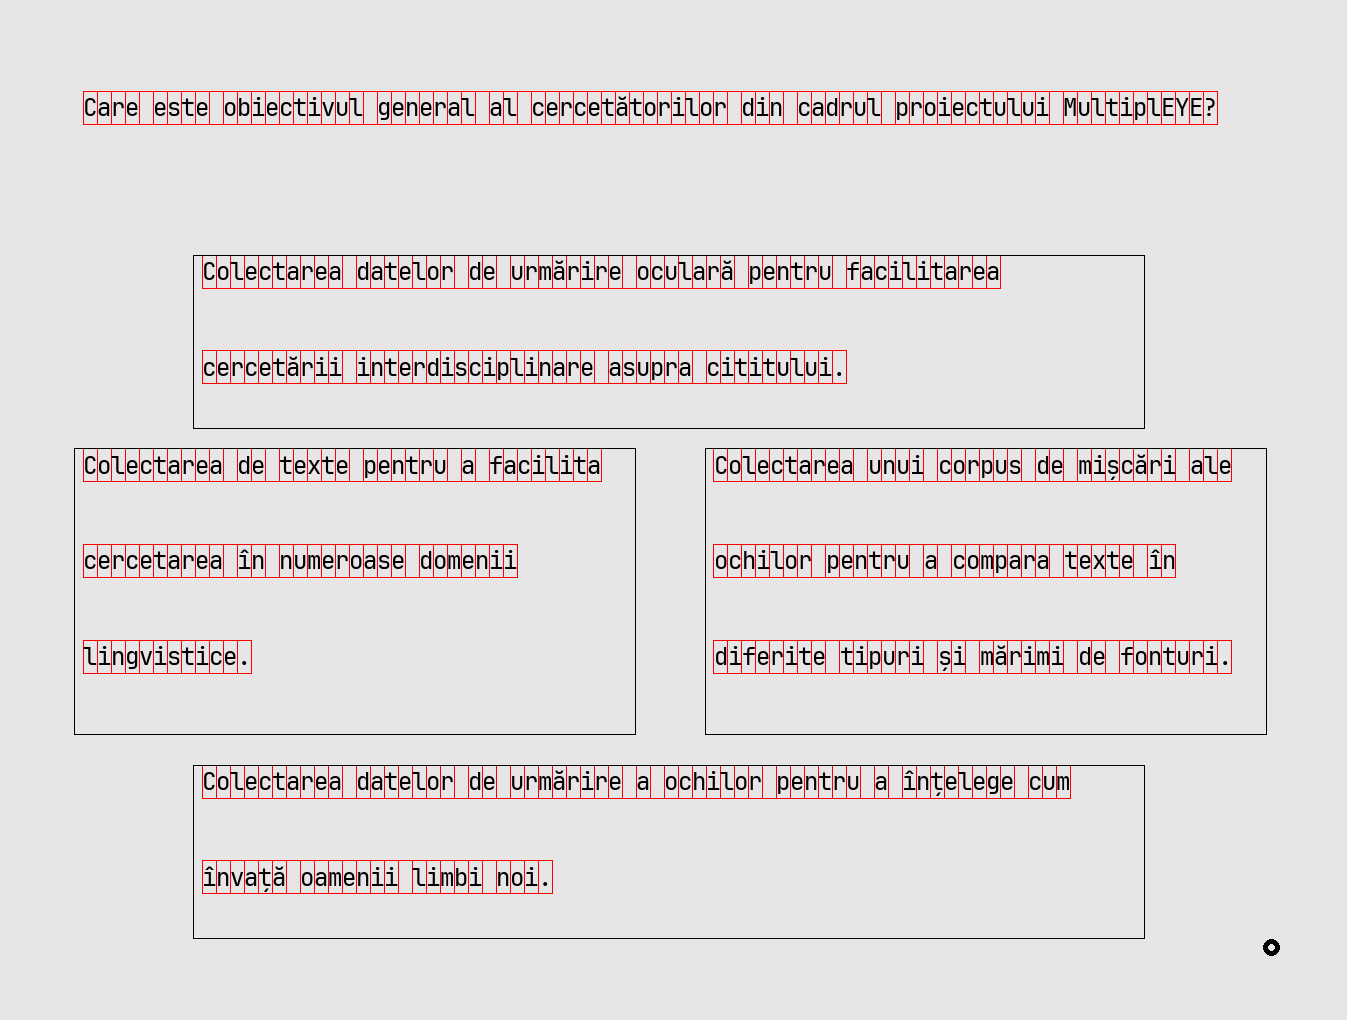 Care este obiectivul general al cercetătorilor din cadrul proiectului MultiplEYE?
Colectarea datelor de urmărire oculară pentru facilitarea
cercetării interdisciplinare asupra cititului.
Colectarea de texte pentru a facilita
cercetarea în numeroase domenii
lingvistice.
Colectarea unui corpus de mișcări ale
ochilor pentru a compara texte în
diferite tipuri și mărimi de fonturi.
Colectarea datelor de urmărire a ochilor pentru a înțelege cum
învață oamenii limbi noi.